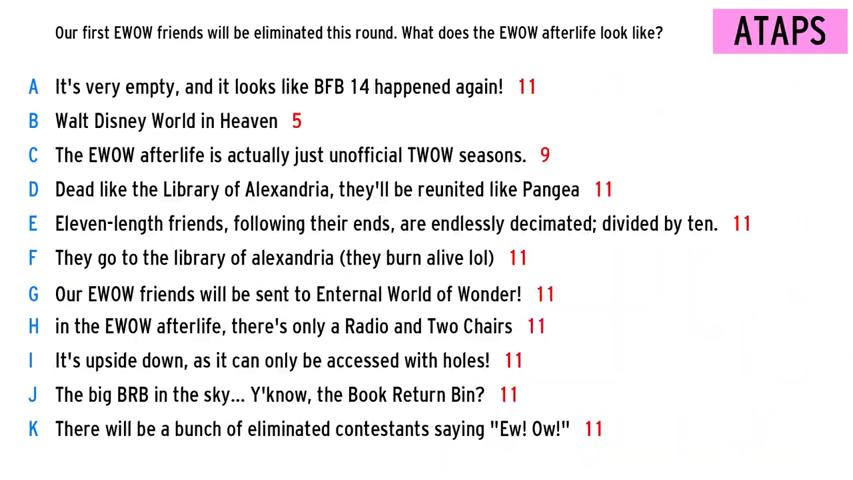 Our first EWOW friends will be eliminated this round. What does the EWOW afterlife look like?
ATAPS
A It's very empty, and it looks like BFB 14 happened again! 11
B Walt Disney World in Heaven 5
C The EWOW afterlife is actually just unofficial TWOW seasons. 9
D Dead like the Library of Alexandria, they'll be reunited like Pangea 11
E Eleven-length friends, following their ends, are endlessly decimated; divided by ten. 11
F They go to the library of alexandria (they burn alive lol) 11
G Our EWOW friends will be sent to Enternal World of Wonder! 11
H in the EWOW afterlife, there's only a Radio and Two Chairs 11
I It's upside down, as it can only be accessed with holes! 11
J The big BRB in the sky... Y'know, the Book Return Bin? 11
K There will be a bunch of eliminated contestants saying "Ew! Ow!" 11